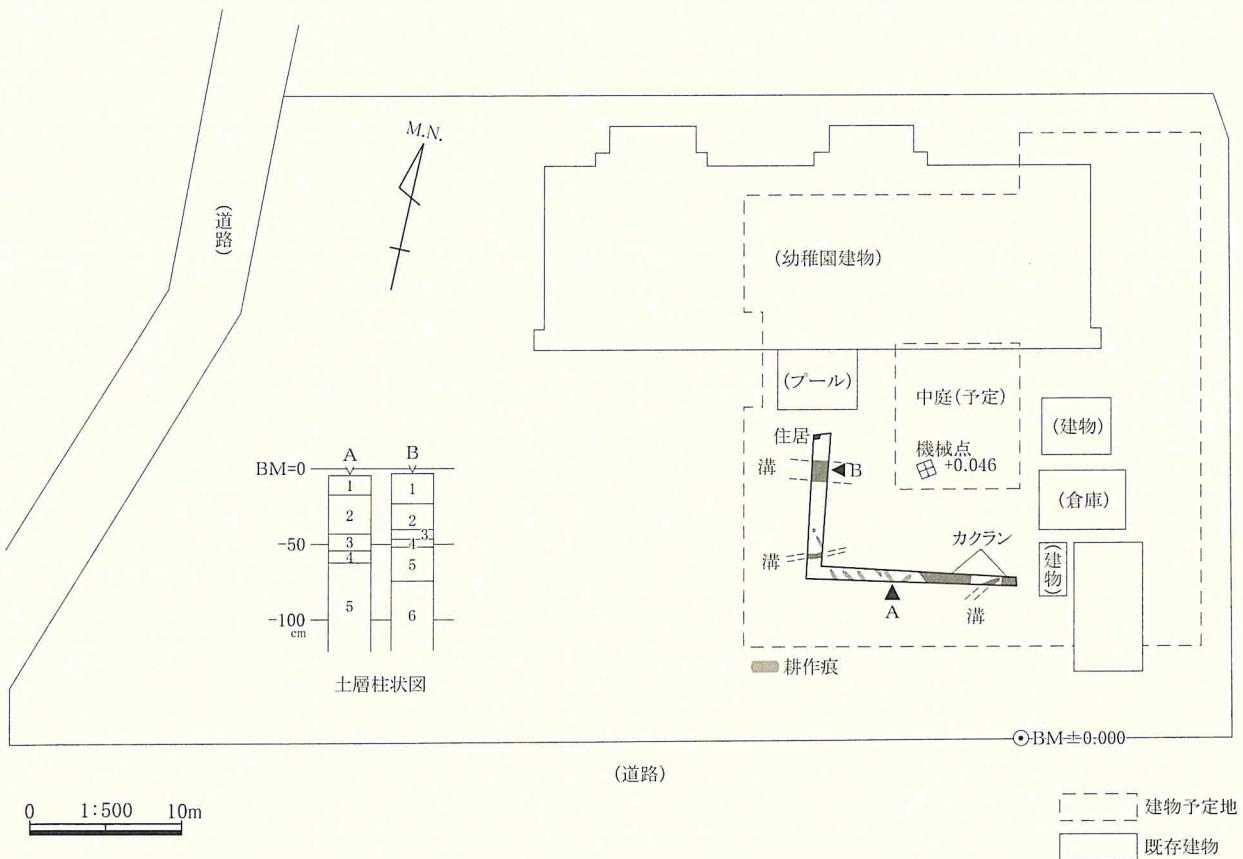 M.N.
(道路)
(幼稚園建物)
(プール)
中庭(予定)
(建物)
住居
機械点
+0.046
溝
B
(倉庫)
A
B
BM=0
1
1
2
2
3
3
-50
4
4
5
5
-100
cm
6
土層柱状図
カクラン
溝
(建物)
A
溝
耕作痕
BM±0.000
(道路)
0
1:500
10m
建物予定地
既存建物